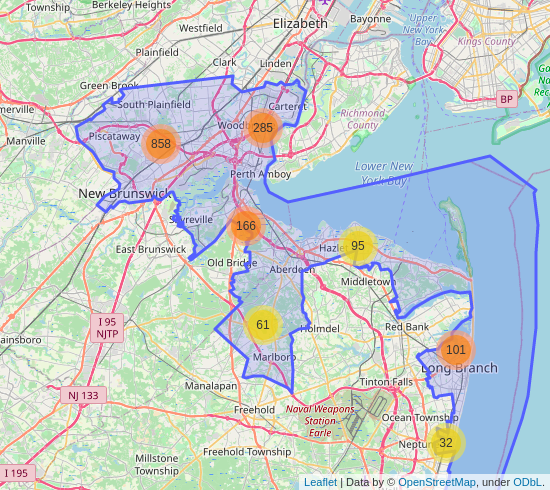 Township
Berkeley Heights
Elizabeth
Bayonne
Upper
New York
Bay
Kings County
Westfield
Plainfield
Clark
Linden
Green Brook
BP
South Plainfield
Carteret
Richmond
County
Manville
Piscataway
858
Woodb
285
Lower New
York Bay
Perth Amboy
New Brunswick
Sayreville
166
95
East Brunswick
Old Bridge
Hazlet
Aberdeen
Middletown
I 95
NJTP
61
Holmdel
Red Bank
101
Marlboro
Long Branch
Manalapan
Tinton Falls
NJ 133
Freehold
Naval Weapons
Station
Earle
Ocean Township
Neptune
32
Freehold Township
Millstone
Township
I 195
Leaflet | Data by © OpenStreetMap, under ODbL.